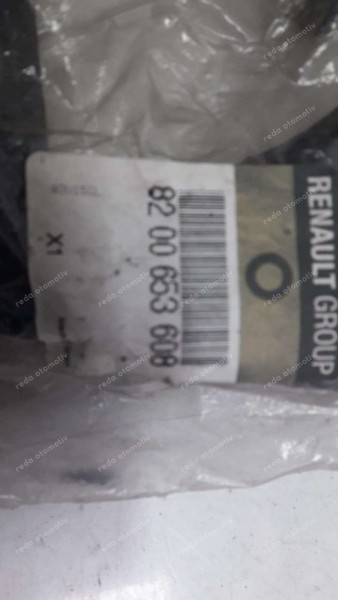 RENAULT GROUP
82 00 653 608
X1
redo otomotiv